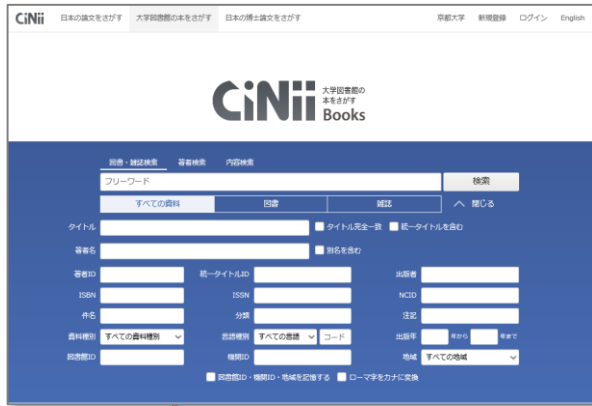 CiNii 日本の論文をさがす 大学図書館の本をさがす 日本の博士論文をさがす 京都大学 新規登録 ログイン English
CiNii 大学図書館の
本をさがす
Books
図書・雑誌検索 著者検索 内容検索
フリーワード 検索
すべての資料 図書 雑誌 閉じる
タイトル タイトル完全一致 統一タイトルを含む
著者名 別名を含む
著者ID 統一タイトルID 出版者
ISBN ISSN NCID
件名 分類 注記
資料種別 すべての資料種別 言語種別 すべての言語 コード 出版年 年から 年まで
図書館ID 機関ID 地域 すべての地域
図書館ID・機関ID・地域を記憶する ローマ字をカナに変換